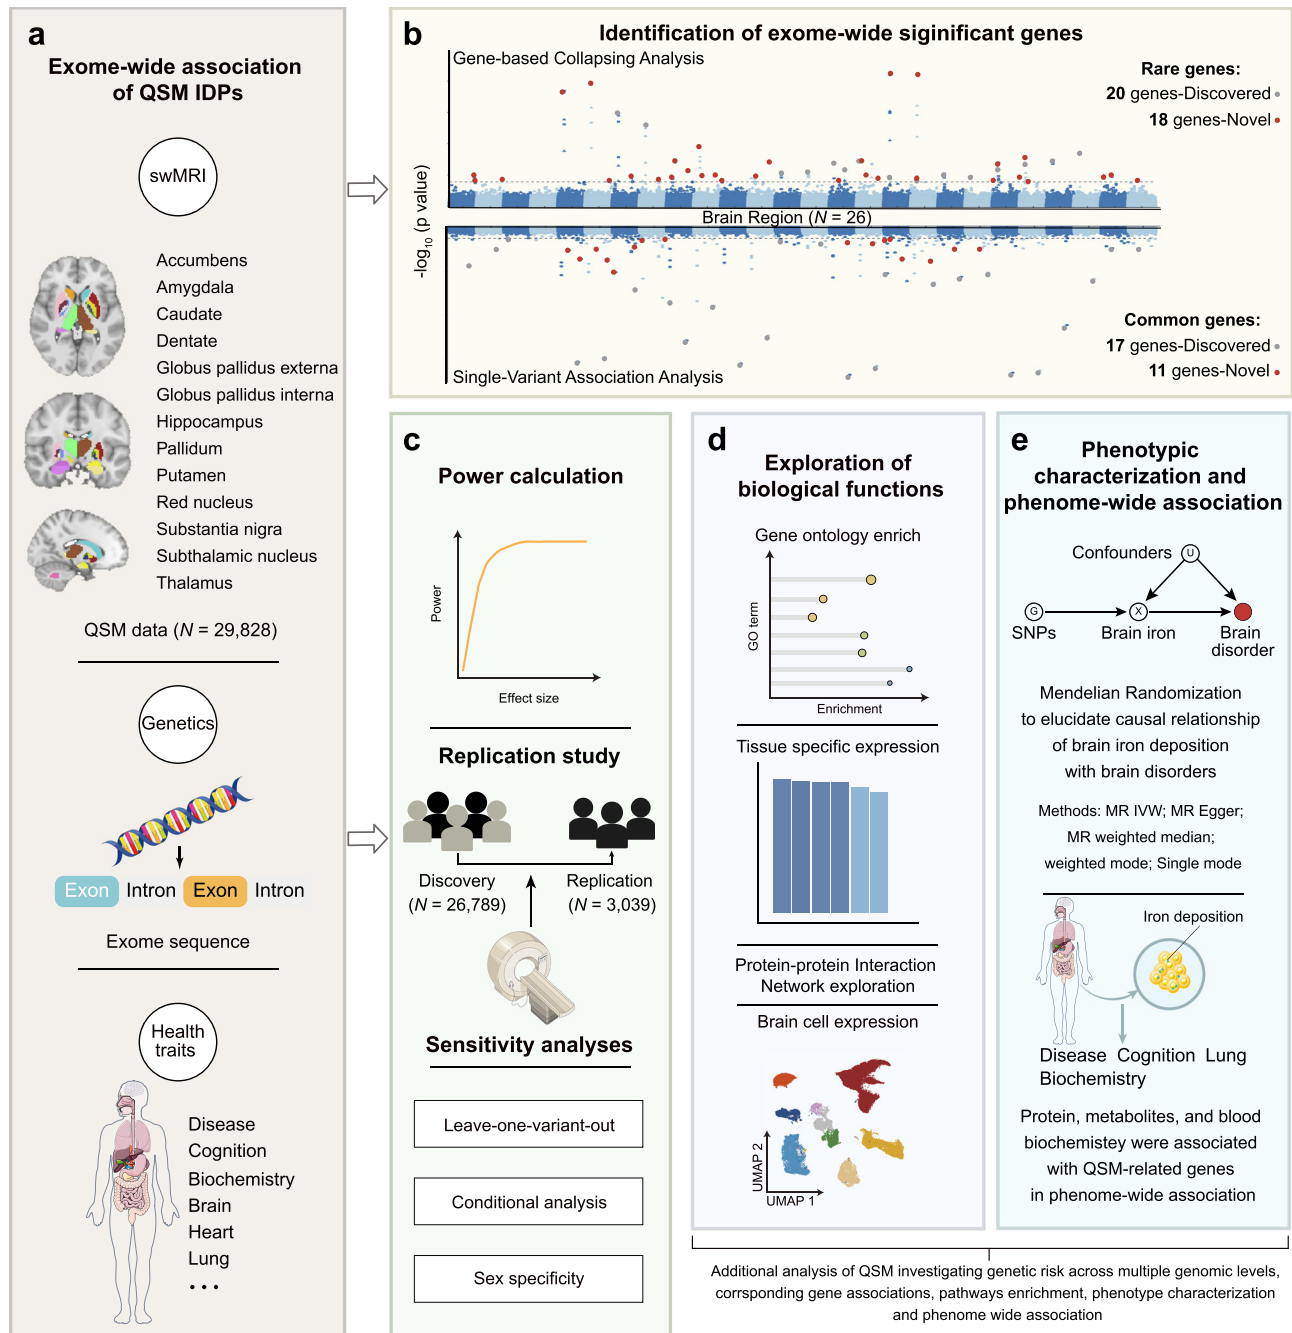 a
Exome-wide association
of QSM IDPs
swMRI
Accumbens
Amygdala
Caudate
Dentate
Globus pallidus externa
Globus pallidus interna
Hippocampus
Pallidum
Putamen
Red nucleus
Substantia nigra
Subthalamic nucleus
Thalamus
QSM data (N = 29,828)
Genetics
Exon Intron Exon Intron
Exome sequence
Health
traits
Disease
Cognition
Biochemistry
Brain
Heart
Lung
...
b
Identification of exome-wide siginificant genes
Gene-based Collapsing Analysis
Rare genes:
20 genes-Discovered
18 genes-Novel
-log10 (p value)
Brain Region (N = 26)
Common genes:
17 genes-Discovered
11 genes-Novel
Single-Variant Association Analysis
c
Power calculation
Power
Effect size
Replication study
Discovery
(N = 26,789)
Replication
(N = 3,039)
Sensitivity analyses
Leave-one-variant-out
Conditional analysis
Sex specificity
d
Exploration of
biological functions
Gene ontology enrich
GO term
Enrichment
Tissue specific expression
Protein-protein Interaction
Network exploration
Brain cell expression
UMAP 2
UMAP 1
e
Phenotypic
characterization and
phenome-wide association
Confounders
U
G
X
SNPs
Brain iron
Brain
disorder
Mendelian Randomization
to elucidate causal relationship
of brain iron deposition
with brain disorders
Methods: MR IVW; MR Egger;
MR weighted median;
weighted mode; Single mode
Iron deposition
Disease Cognition Lung
Biochemistry
Protein, metabolites, and blood
biochemistey were associated
with QSM-related genes
in phenome-wide association
Additional analysis of QSM investigating genetic risk across multiple genomic levels,
corrsponding gene associations, pathways enrichment, phenotype characterization
and phenome wide association